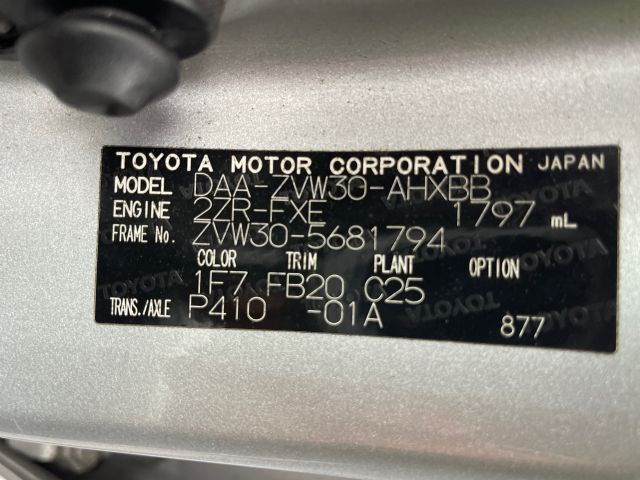 TOYOTA MOTOR CORPORATION JAPAN
MODEL DAA-ZVW30-AHXBB
ENGINE 2ZR-FXE 1797 mL
FRAME No. ZVW30-5681794
COLOR TRIM PLANT OPTION
1F7 FB20 C25
TRANS./AXLE P410 -01A
877